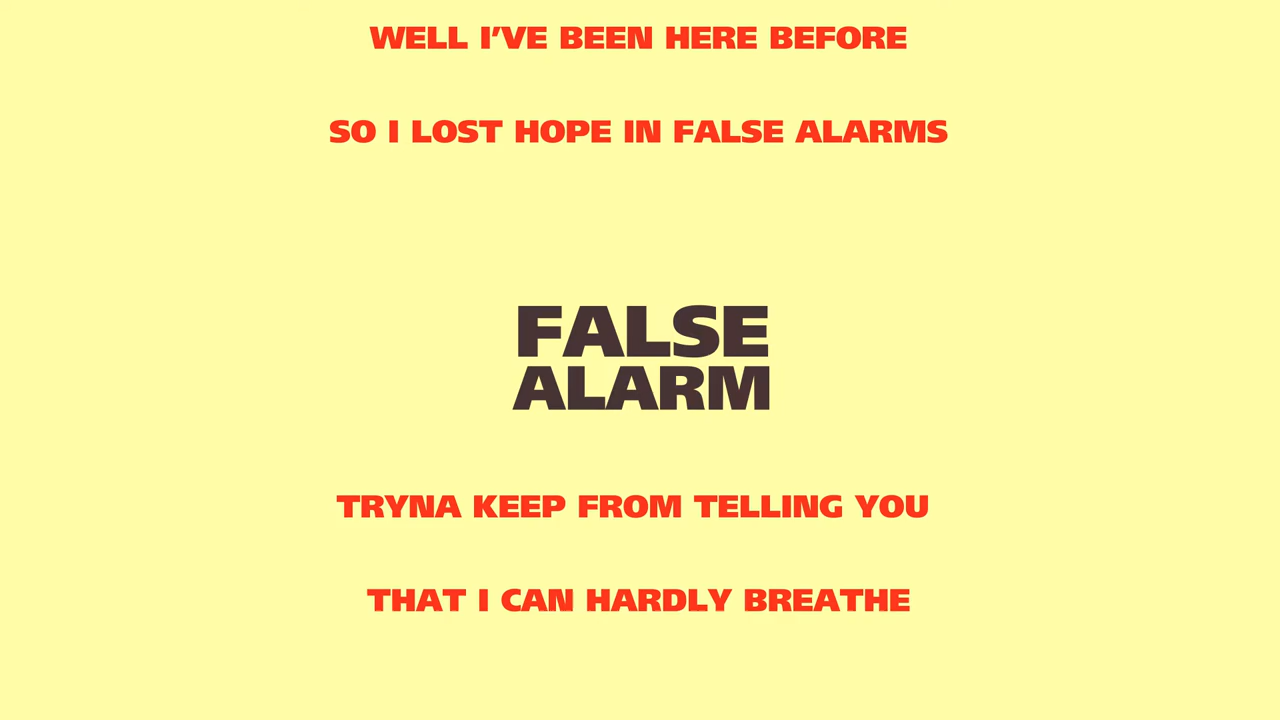 WELL I'VE BEEN HERE BEFORE
SO I LOST HOPE IN FALSE ALARMS
FALSE
ALARM
TRYNA KEEP FROM TELLING YOU
THAT I CAN HARDLY BREATHE